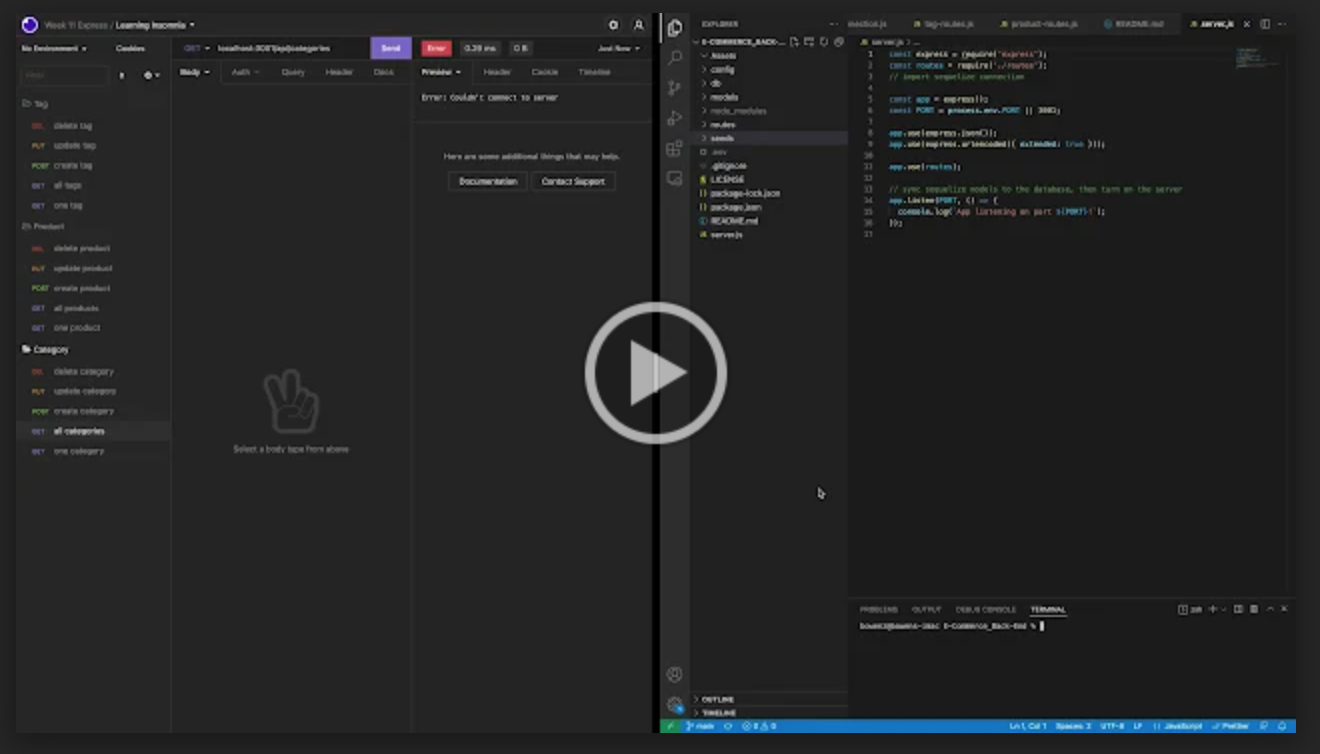 Week 11 Express / Learning Insomnia
No Environment
Cookies
GET localhost:3001/api/categories
Send
Error
0.39 ms
0 B
Just Now
Body
Auth
Query
Header
Docs
Preview
Header
Cookie
Timeline
Error: Couldn't connect to server
Here are some additional things that may help.
Documentation
Contact Support
Select a body type from above
Tag
DEL delete tag
PUT update tag
POST create tag
GET all tags
GET one tag
Product
DEL delete product
PUT update product
POST create product
GET all products
GET one product
Category
DEL delete category
PUT update category
POST create category
GET all categories
GET one category
EXPLORER
E-COMMERCE_BACK-...
Assets
config
db
models
node_modules
routes
seeds
.env
.gitignore
LICENSE
package-lock.json
package.json
README.md
server.js
OUTLINE
TIMELINE
tag-routes.js
product-routes.js
README.md
server.js
server.js > ...
1 const express = require("express");
2 const routes = require("./routes");
3 // import sequelize connection
4
5 const app = express();
6 const PORT = process.env.PORT || 3001;
7
8 app.use(express.json());
9 app.use(express.urlencoded({ extended: true }));
10
11 app.use(routes);
12
13 // sync sequelize models to the database, then turn on the server
14 app.listen(PORT, () => {
15 console.log(`App listening on port ${PORT}!`);
16 });
17
PROBLEMS
OUTPUT
DEBUG CONSOLE
TERMINAL
zsh
E-Commerce_Back-End %
main
0 0
Ln 1, Col 1
UTF-8
LF
JavaScript
Prettier